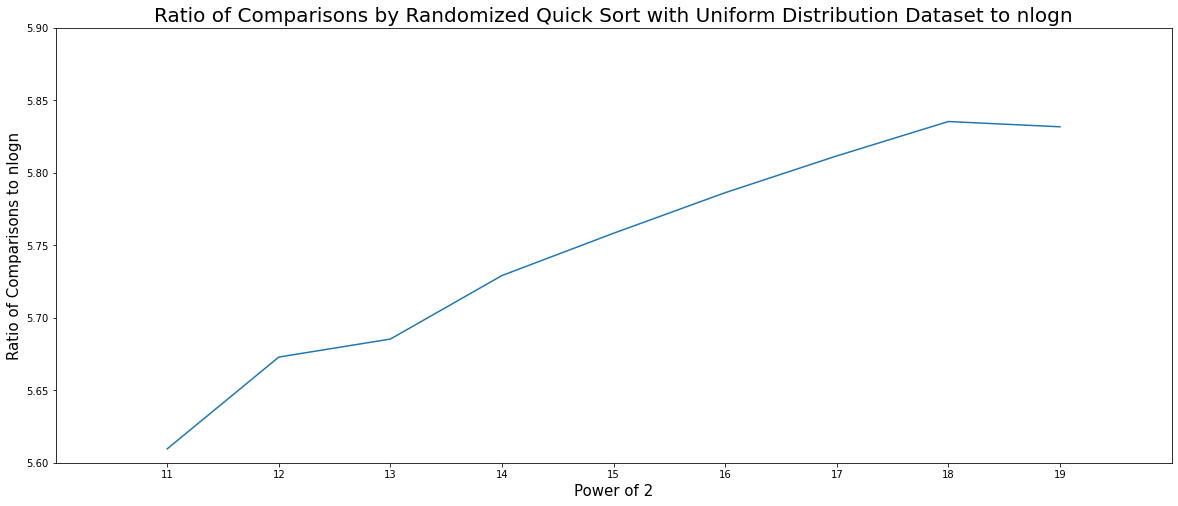 Ratio of Comparisons by Randomized Quick Sort with Uniform Distribution Dataset to nlogn
5.90
5.85
5.80
5.75
5.70
5.65
5.60
Ratio of Comparisons to nlogn
11 12 13 14 15 16 17 18 19
Power of 2